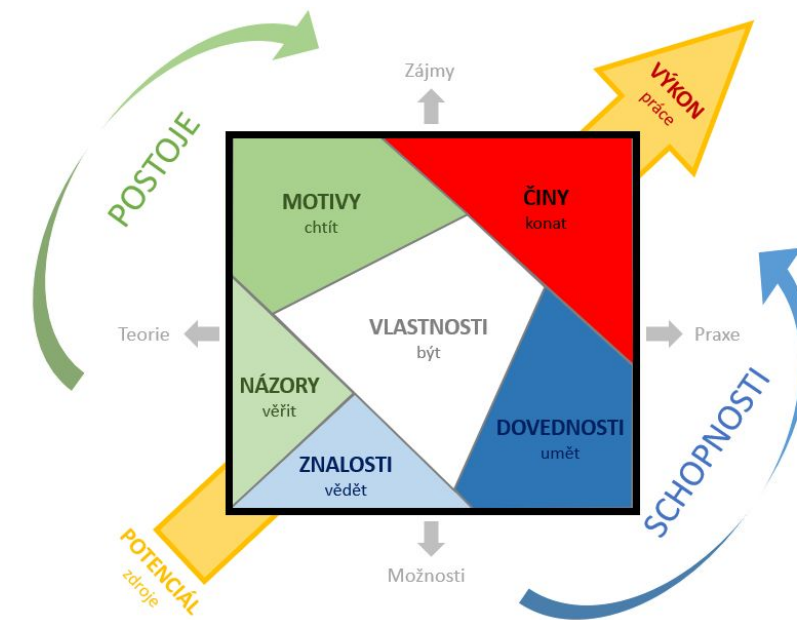 Zájmy
VÝKON
práce
POSTOJE
MOTIVY
chtít
ČINY
konat
Teorie
VLASTNOSTI
být
Praxe
NÁZORY
věřit
DOVEDNOSTI
umět
ZNALOSTI
vědět
SCHOPNOSTI
POTENCIÁL
zdroje
Možnosti